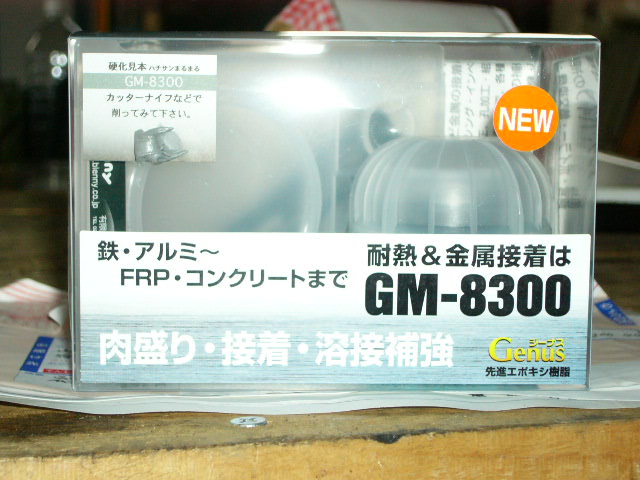 硬化見本 ハチサンまるまる
GM-8300
カッターナイフなどで
削ってみて下さい。
NEW
blenny.co.jp
鉄・アルミ～
FRP・コンクリートまで
耐熱&金属接着は
GM-8300
肉盛り・接着・溶接補強
ジーナス
Genus
先進エポキシ樹脂